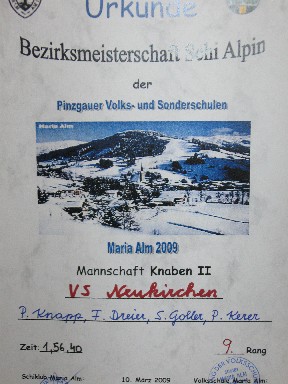 Urkunde
Bezirksmeisterschaft Schi Alpin
der
Pinzgauer Volks- und Sonderschulen
Maria Alm
Maria Alm 2009
Mannschaft Knaben II
VS Neukirchen
P. Knapp, F. Dreier, S. Goller, P. Kerer
Zeit: 1,56,40 9. Rang
Schiklub Maria Alm: 10. März 2009 Volksschule Maria Alm: